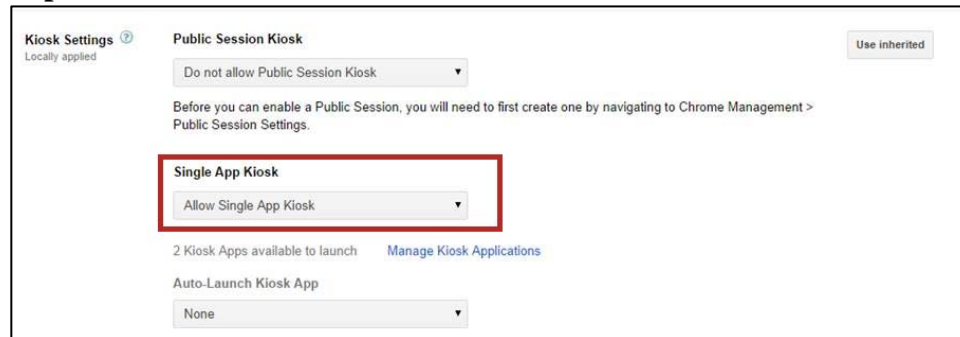 Kiosk Settings ?
Locally applied
Public Session Kiosk
Use inherited
Do not allow Public Session Kiosk
Before you can enable a Public Session, you will need to first create one by navigating to Chrome Management >
Public Session Settings.
Single App Kiosk
Allow Single App Kiosk
2 Kiosk Apps available to launch Manage Kiosk Applications
Auto-Launch Kiosk App
None